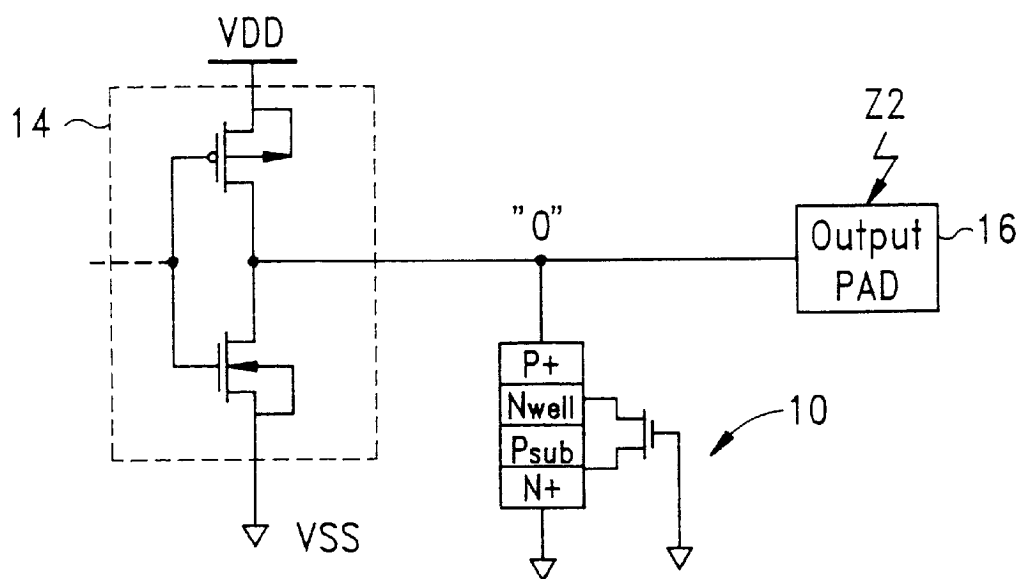 VDD
14
Z2
"0"
Output
PAD
16
P+
Nwell
Psub
N+
10
VSS